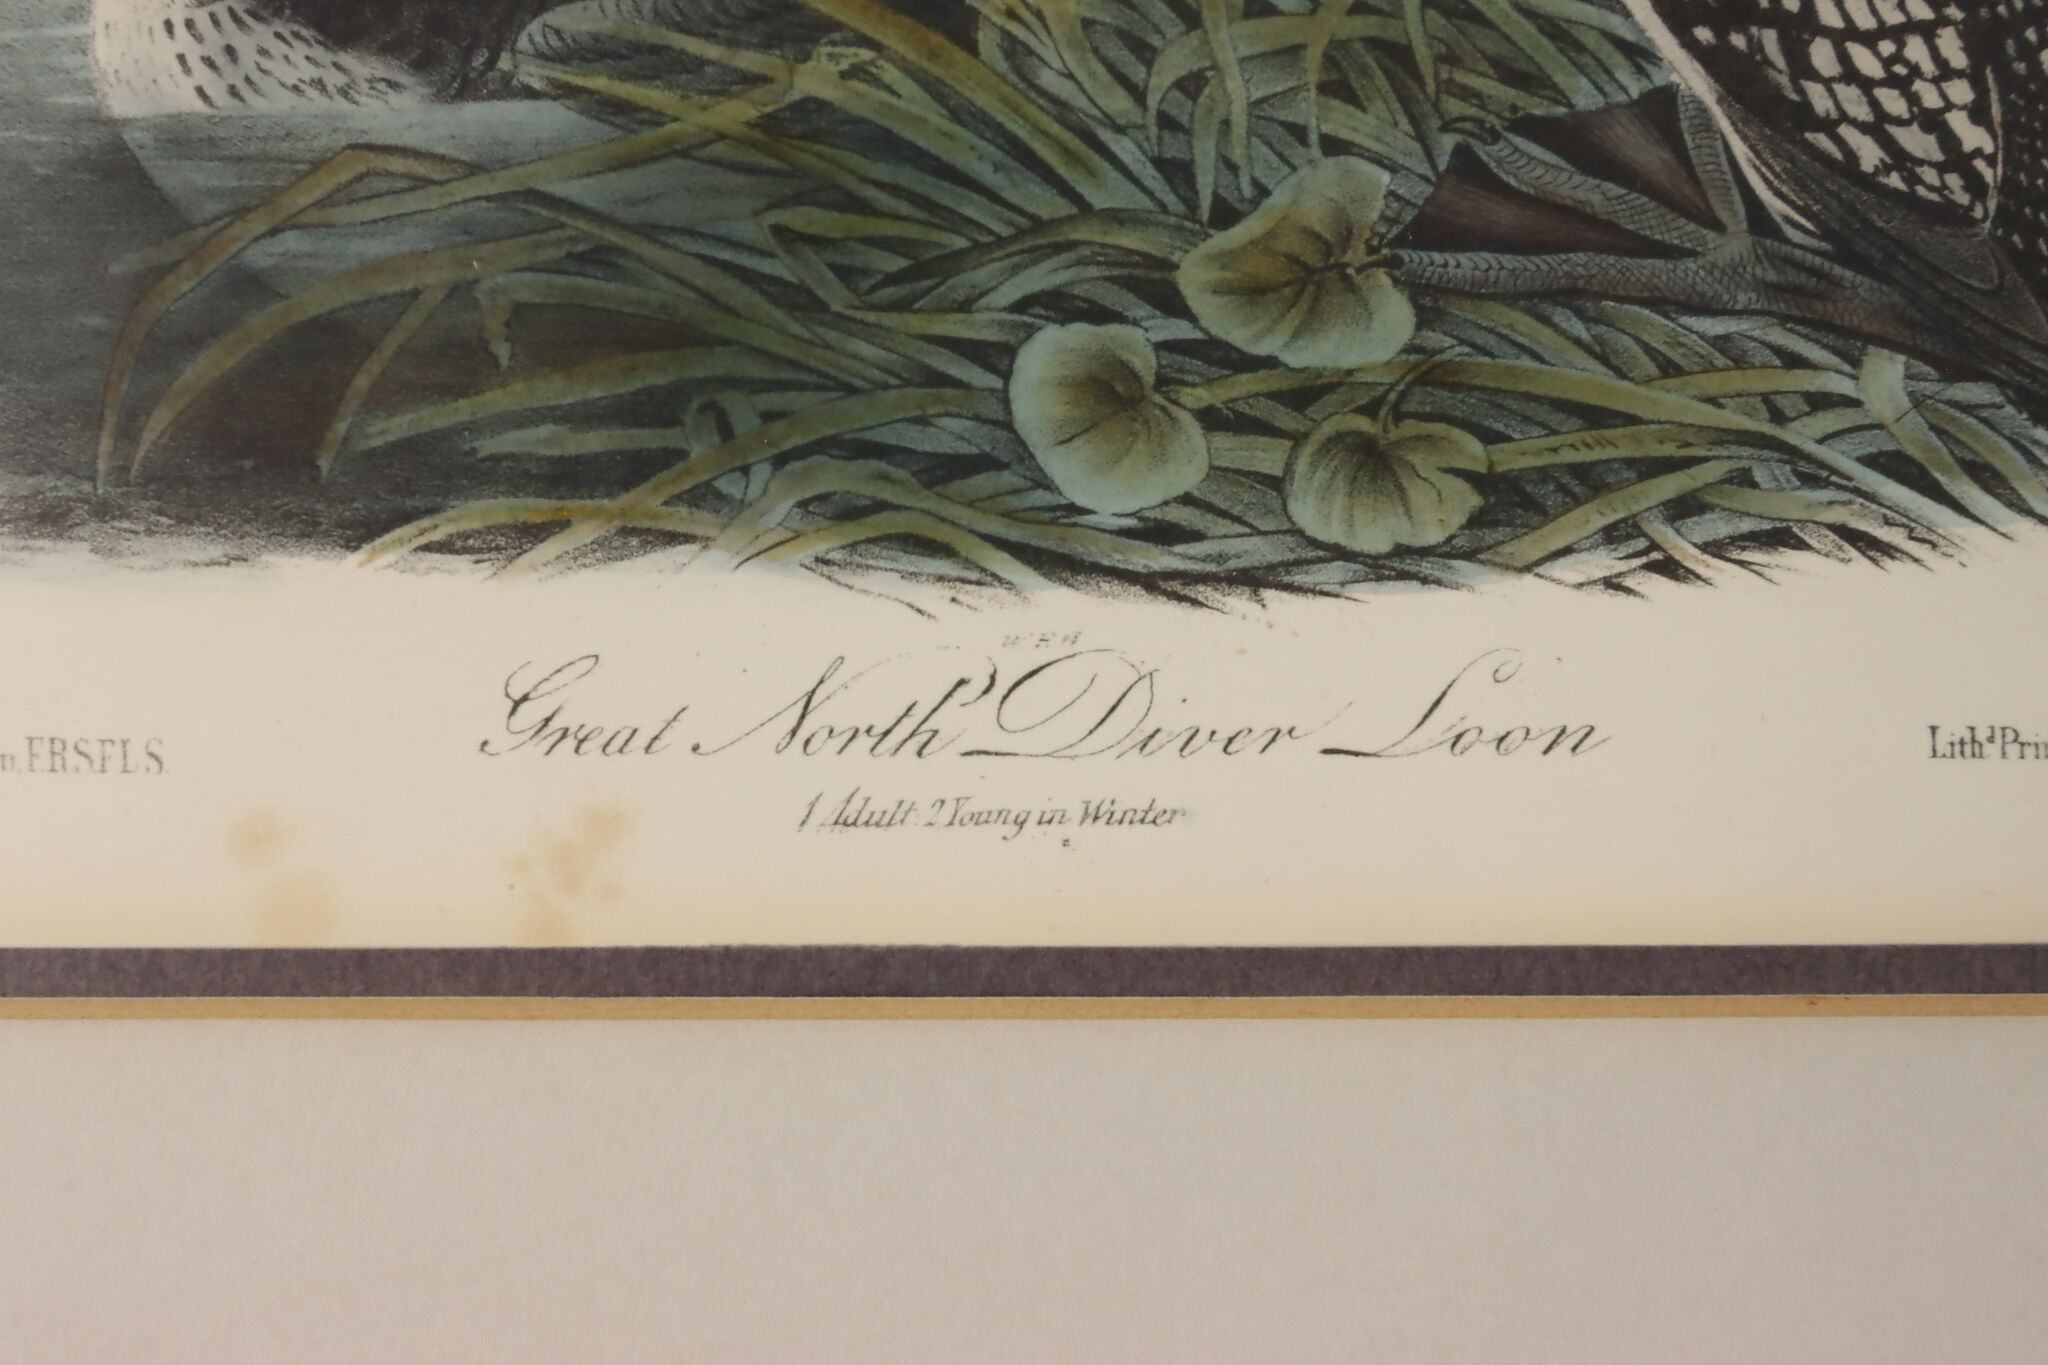 W.E.H.
Great North.ⁿ Diver Loon
n, F.R.S.F.L.S. Lith.ᵈ Prin
1 Adult. 2 Young in Winter